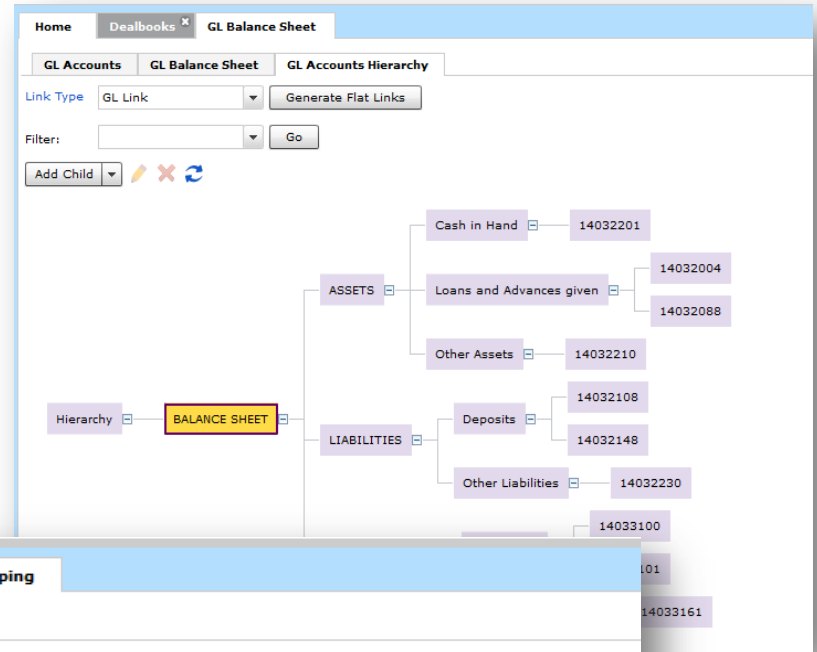 Home Dealbooks GL Balance Sheet
GL Accounts GL Balance Sheet GL Accounts Hierarchy
Link Type GL Link Generate Flat Links
Filter: Go
Add Child
Cash in Hand 14032201
14032004
ASSETS Loans and Advances given
14032088
Other Assets 14032210
14032108
Hierarchy BALANCE SHEET Deposits
LIABILITIES 14032148
Other Liabilities 14032230
14033100
ping 101
14033161